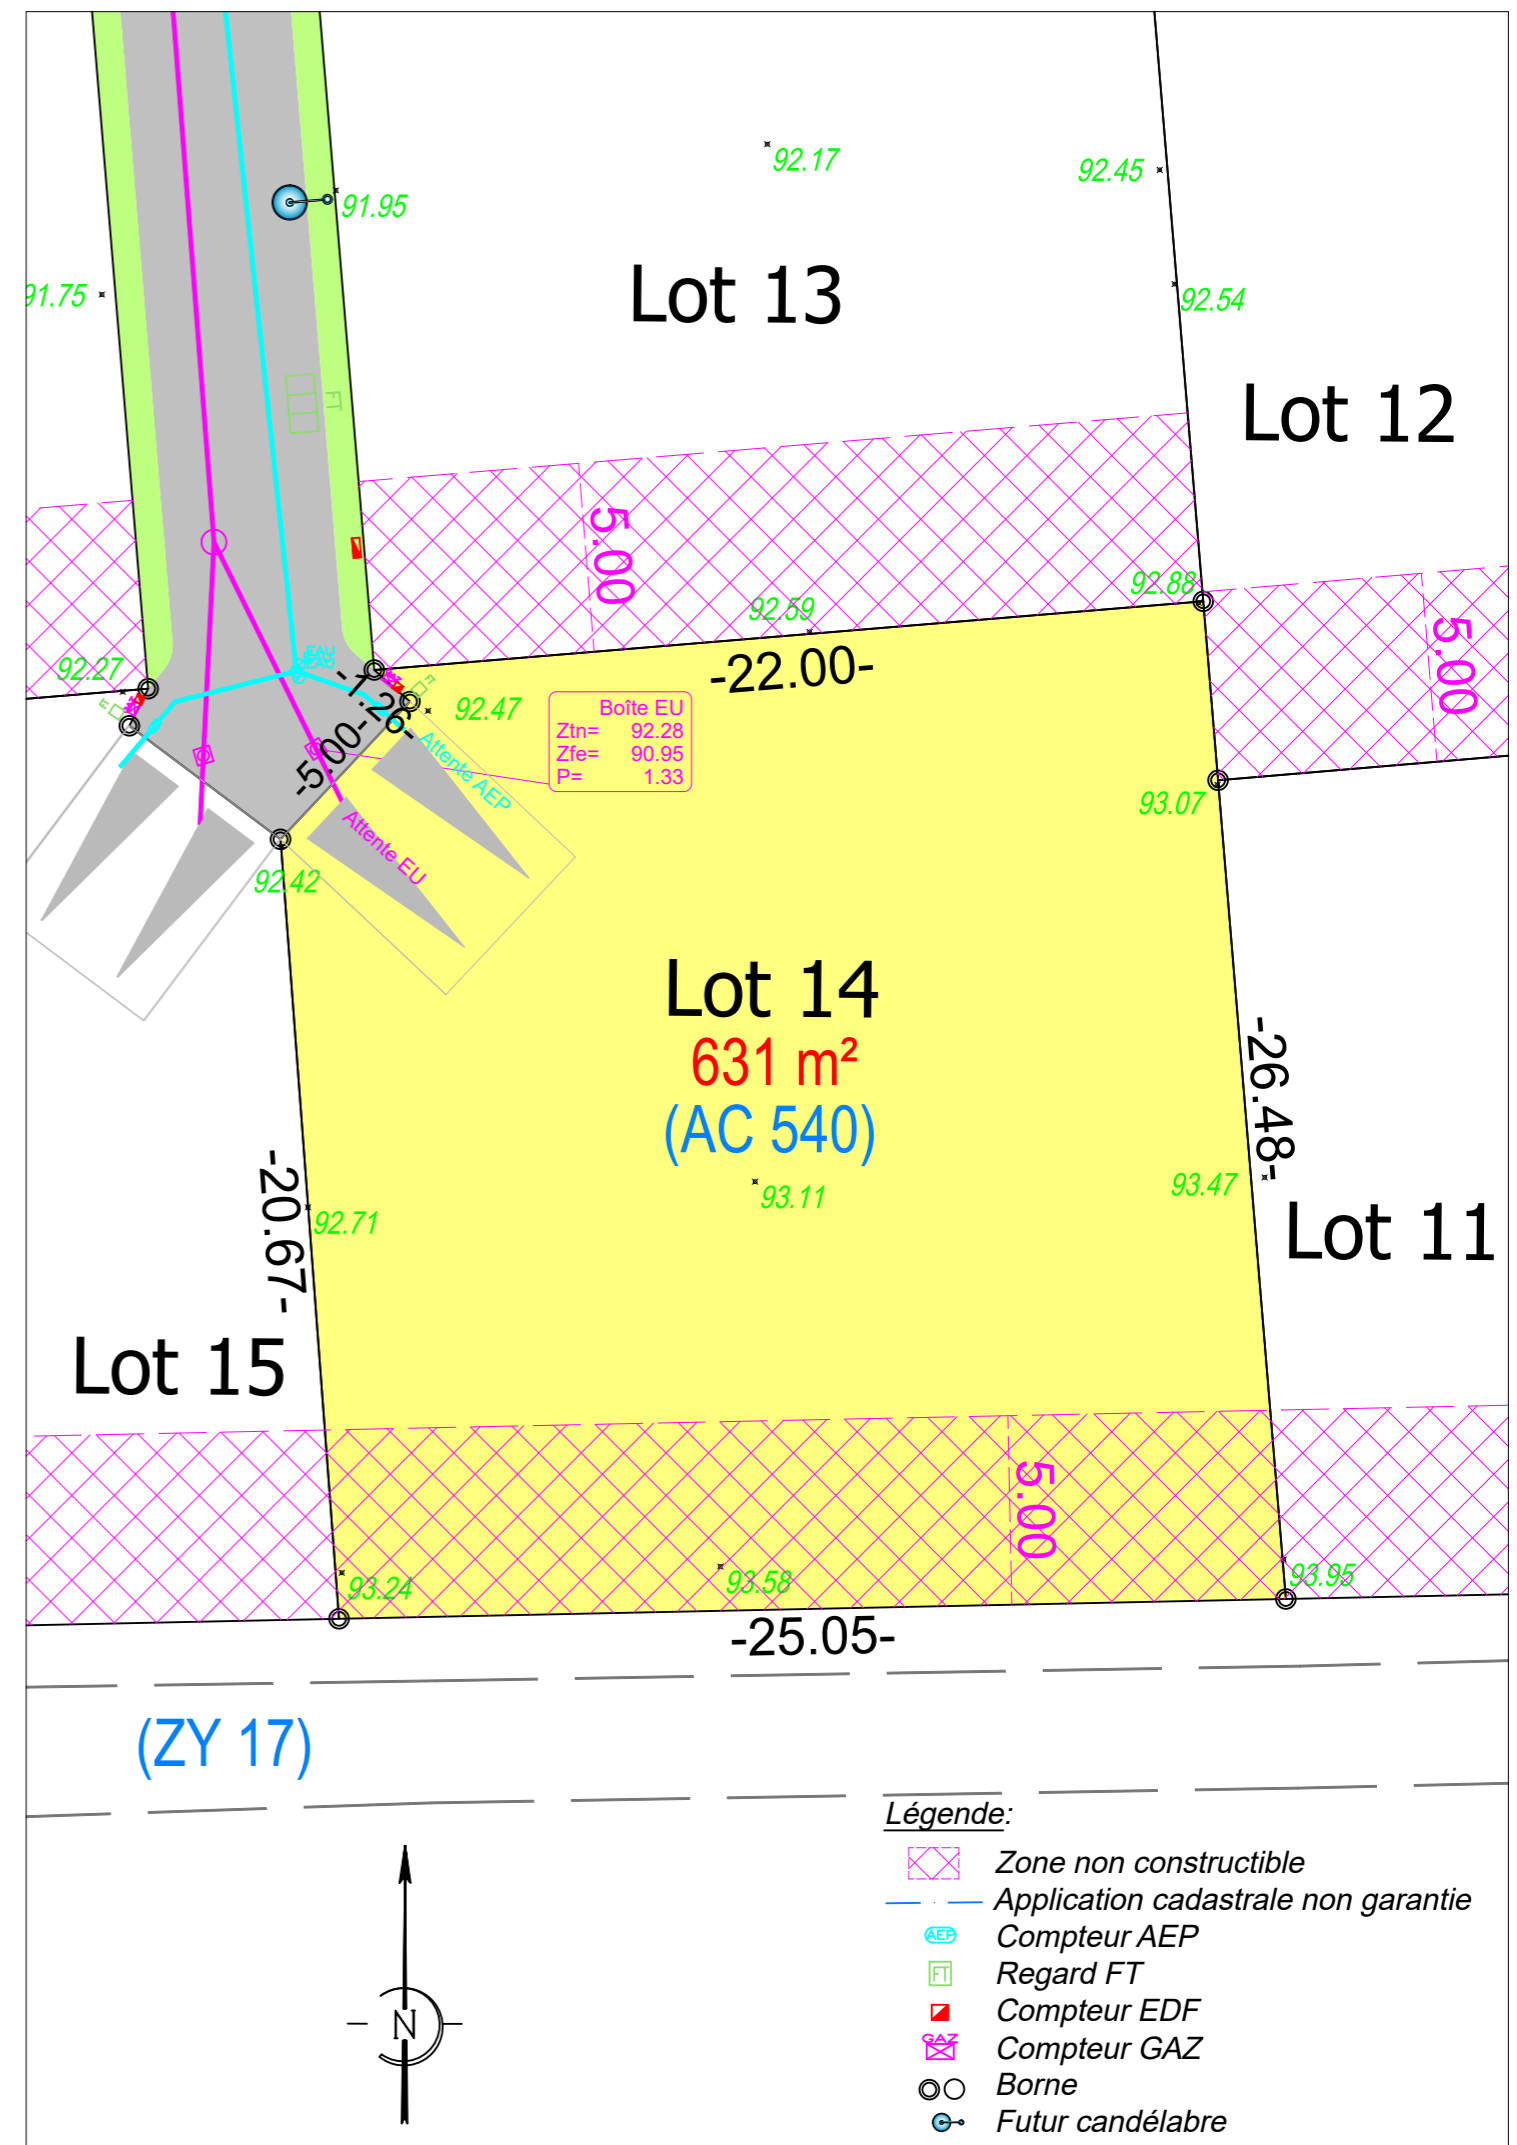 92.17
92.45
91.95
91.75
Lot 13
92.54
FT
Lot 12
5.00
92.88
92.59
5.00
92.27
-22.00-
-1.26-
92.47
Boîte EU
Ztn= 92.28
Zfe= 90.95
P= 1.33
-5.00-
Attente AEP
93.07
Attente EU
92.42
Lot 14
631 m²
(AC 540)
-26.48-
-20.67-
93.11
93.47
92.71
Lot 11
Lot 15
5.00
93.24
93.58
93.95
-25.05-
(ZY 17)
Légende:
Zone non constructible
Application cadastrale non garantie
AEP Compteur AEP
FT Regard FT
Compteur EDF
GAZ Compteur GAZ
Borne
Futur candélabre
N